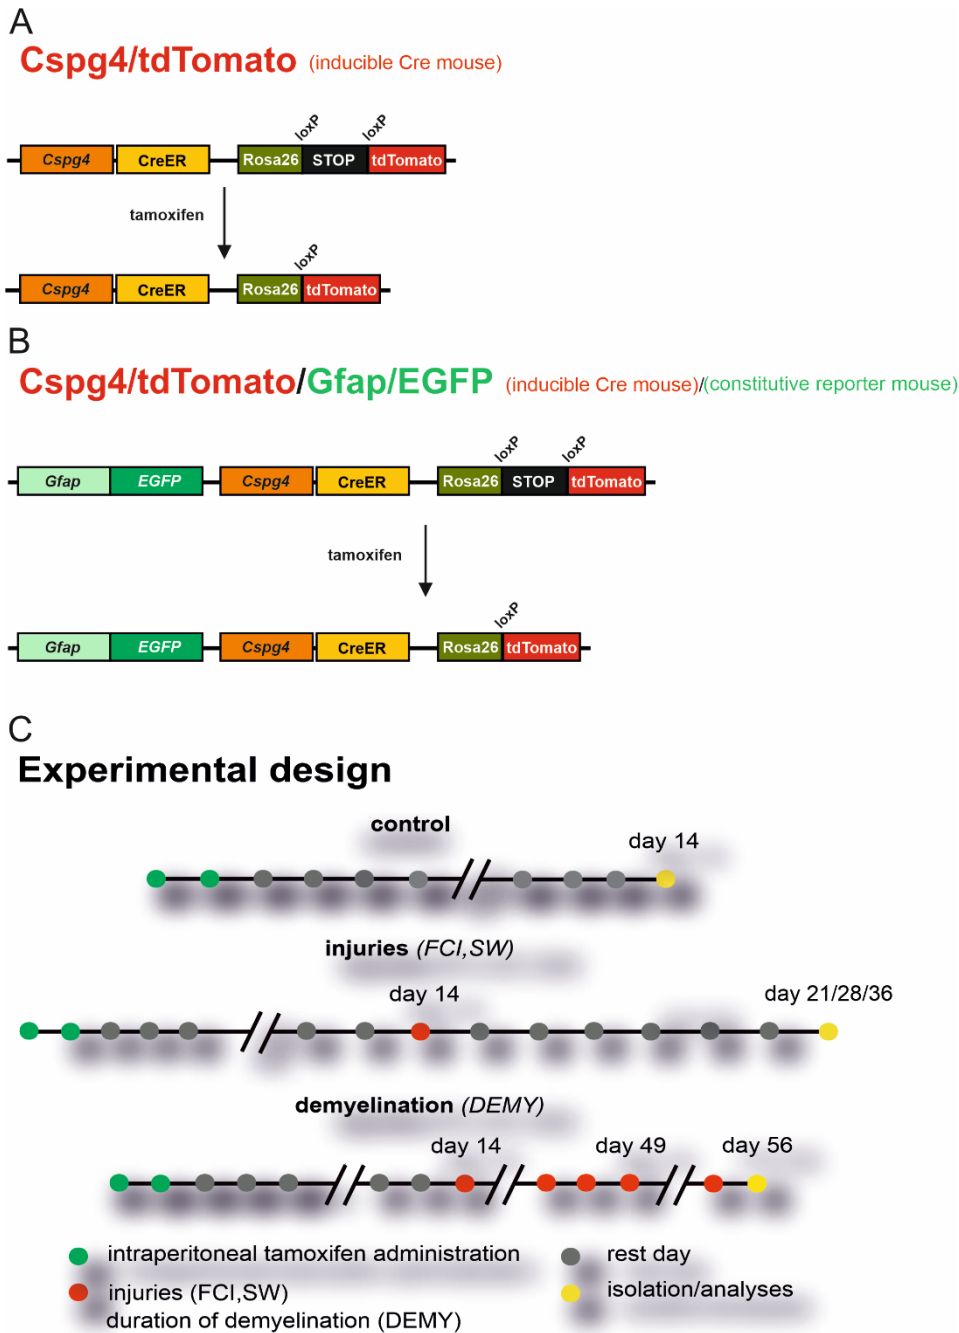 A
Cspg4/tdTomato (inducible Cre mouse)
loxP loxP
Cspg4 CreER Rosa26 STOP tdTomato
tamoxifen
loxP
Cspg4 CreER Rosa26 tdTomato
B
Cspg4/tdTomato/Gfap/EGFP (inducible Cre mouse)/(constitutive reporter mouse)
loxP loxP
Gfap EGFP Cspg4 CreER Rosa26 STOP tdTomato
tamoxifen
loxP
Gfap EGFP Cspg4 CreER Rosa26 tdTomato
C
Experimental design
control
day 14
injuries (FCI,SW)
day 14 day 21/28/36
demyelination (DEMY)
day 14 day 49 day 56
intraperitoneal tamoxifen administration rest day
injuries (FCI,SW) isolation/analyses
duration of demyelination (DEMY)